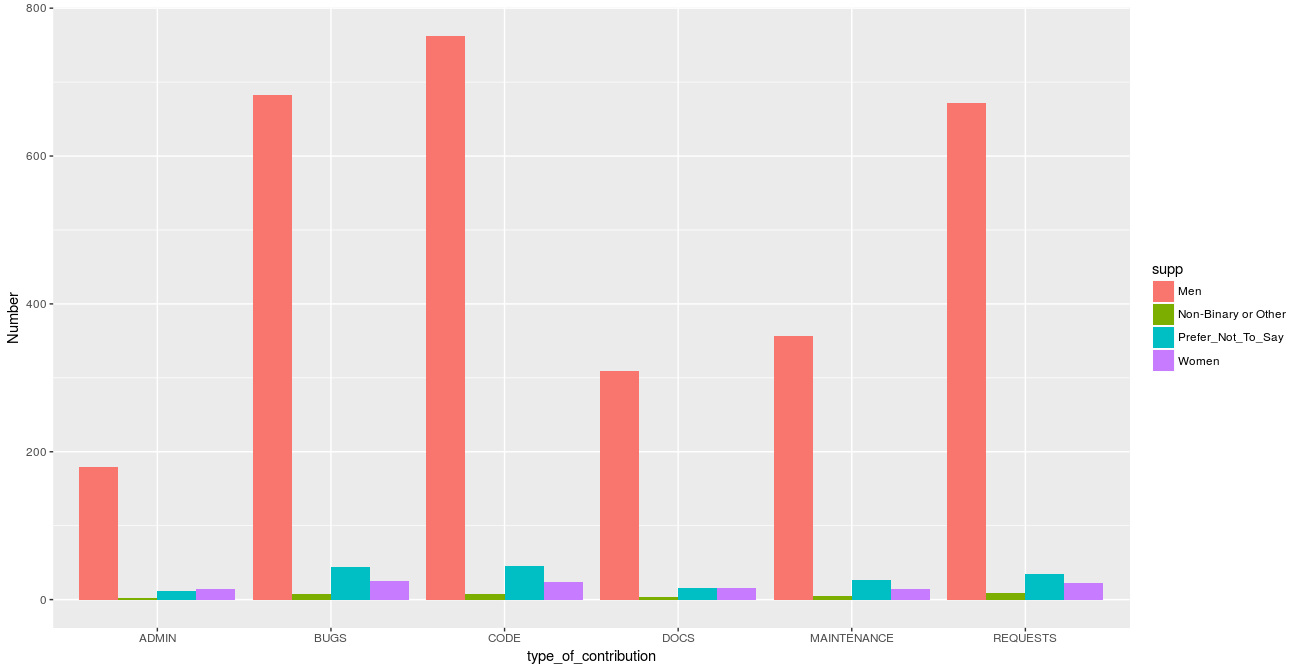 800
600
400
200
0
Number
ADMIN BUGS CODE DOCS MAINTENANCE REQUESTS
type_of_contribution
supp
Men
Non-Binary or Other
Prefer_Not_To_Say
Women